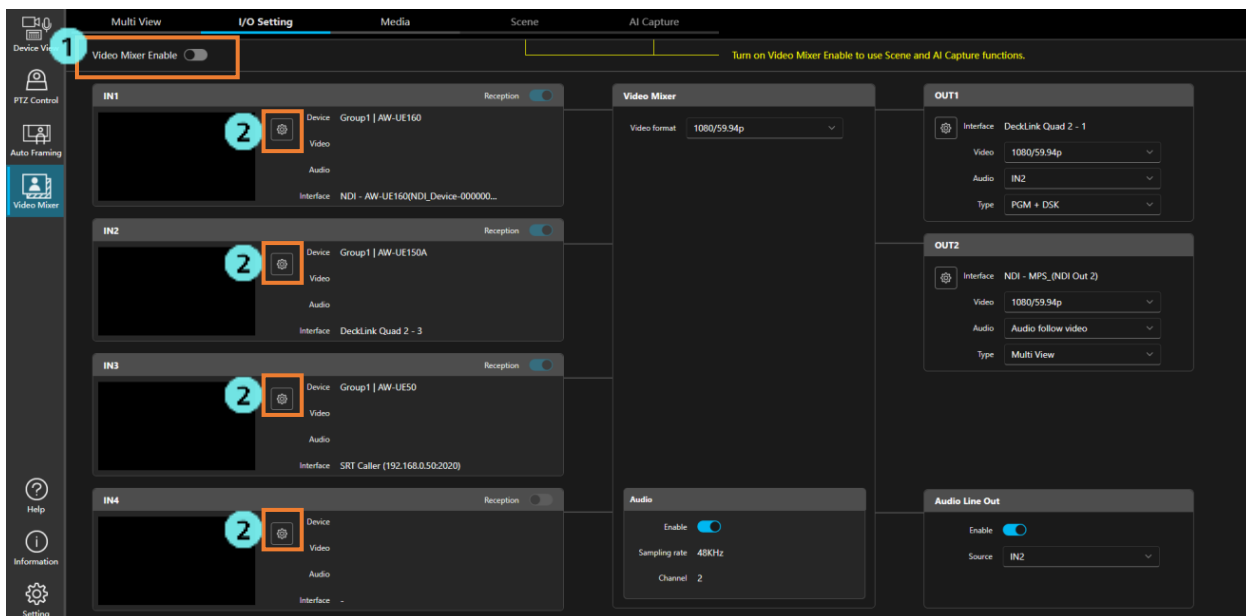 Multi View
I/O Setting
Media
Scene
AI Capture
Device View
1
Video Mixer Enable
Turn on Video Mixer Enable to use Scene and AI Capture functions.
PTZ Control
Auto Framing
Video Mixer
Help
Information
Setting
IN1
Reception
2
Device Group1 | AW-UE160
Video
Audio
Interface NDI - AW-UE160(NDI_Device-000000...
IN2
Reception
2
Device Group1 | AW-UE150A
Video
Audio
Interface DeckLink Quad 2 - 3
IN3
Reception
2
Device Group1 | AW-UE50
Video
Audio
Interface SRT Caller (192.168.0.50:2020)
IN4
Reception
2
Device
Video
Audio
Interface -
Video Mixer
Video format 1080/59.94p
Audio
Enable
Sampling rate 48KHz
Channel 2
OUT1
Interface DeckLink Quad 2 - 1
Video 1080/59.94p
Audio IN2
Type PGM + DSK
OUT2
Interface NDI - MPS_(NDI Out 2)
Video 1080/59.94p
Audio Audio follow video
Type Multi View
Audio Line Out
Enable
Source IN2